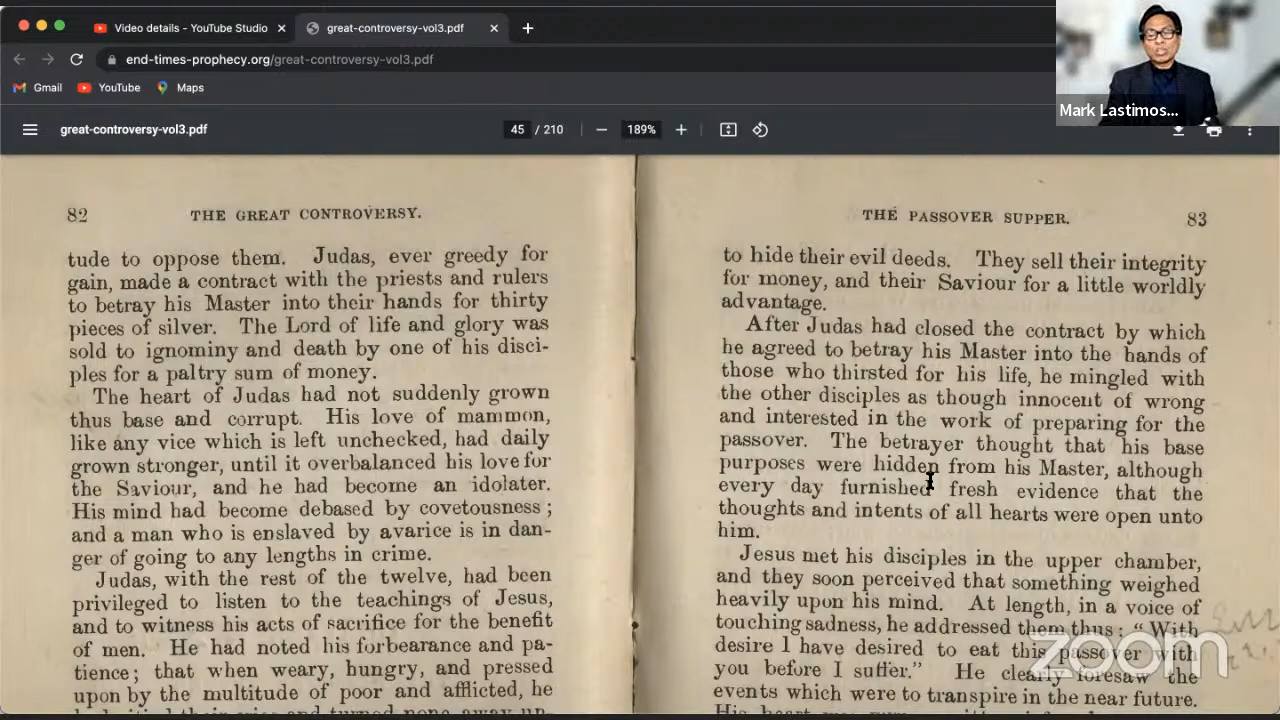 Video details - YouTube Studio
great-controversy-vol3.pdf
end-times-prophecy.org/great-controversy-vol3.pdf
Gmail
YouTube
Maps
Mark Lastimos...
great-controversy-vol3.pdf
45 / 210
189%
82
THE GREAT CONTROVERSY.
tude to oppose them. Judas, ever greedy for
gain, made a contract with the priests and rulers
to betray his Master into their hands for thirty
pieces of silver. The Lord of life and glory was
sold to ignominy and death by one of his disci-
ples for a paltry sum of money.
The heart of Judas had not suddenly grown
thus base and corrupt. His love of mammon,
like any vice which is left unchecked, had daily
grown stronger, until it overbalanced his love for
the Saviour, and he had become an idolater.
His mind had become debased by covetousness;
and a man who is enslaved by avarice is in dan-
ger of going to any lengths in crime.
Judas, with the rest of the twelve, had been
privileged to listen to the teachings of Jesus,
and to witness his acts of sacrifice for the benefit
of men. He had noted his forbearance and pa-
tience; that when weary, hungry, and pressed
upon by the multitude of poor and afflicted, he
THE PASSOVER SUPPER.
83
to hide their evil deeds. They sell their integrity
for money, and their Saviour for a little worldly
advantage.
After Judas had closed the contract by which
he agreed to betray his Master into the hands of
those who thirsted for his life, he mingled with
the other disciples as though innocent of wrong
and interested in the work of preparing for the
passover. The betrayer thought that his base
purposes were hidden from his Master, although
every day furnished fresh evidence that the
thoughts and intents of all hearts were open unto
him.
Jesus met his disciples in the upper chamber,
and they soon perceived that something weighed
heavily upon his mind. At length, in a voice of
touching sadness, he addressed them thus: "With
desire I have desired to eat this passover with
you before I suffer." He clearly foresaw the
events which were to transpire in the near future.
zoom